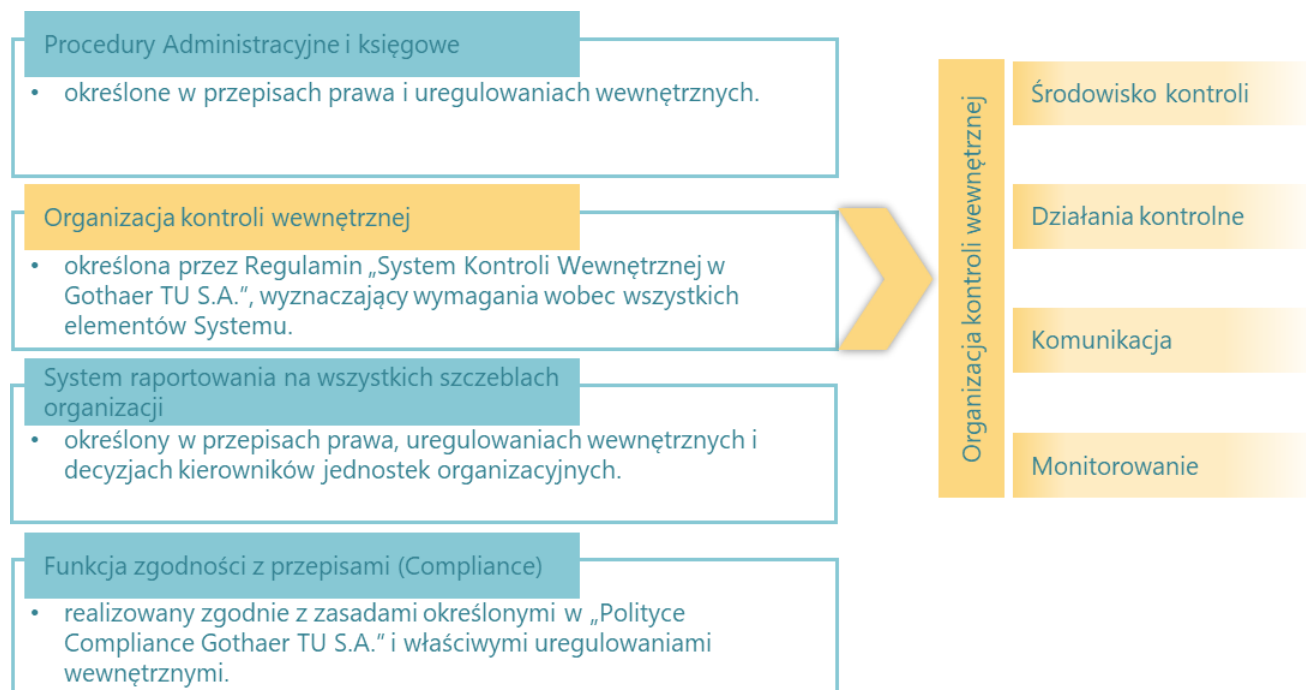 Procedury Administracyjne i księgowe
• określone w przepisach prawa i uregulowaniach wewnętrznych.
Organizacja kontroli wewnętrznej
• określona przez Regulamin „System Kontroli Wewnętrznej w
Gothaer TU S.A.”, wyznaczający wymagania wobec wszystkich
elementów Systemu.
System raportowania na wszystkich szczeblach
organizacji
• określony w przepisach prawa, uregulowaniach wewnętrznych i
decyzjach kierowników jednostek organizacyjnych.
Funkcja zgodności z przepisami (Compliance)
• realizowany zgodnie z zasadami określonymi w „Polityce
Compliance Gothaer TU S.A.” i właściwymi uregulowaniami
wewnętrznymi.
Organizacja kontroli wewnętrznej
Środowisko kontroli
Działania kontrolne
Komunikacja
Monitorowanie